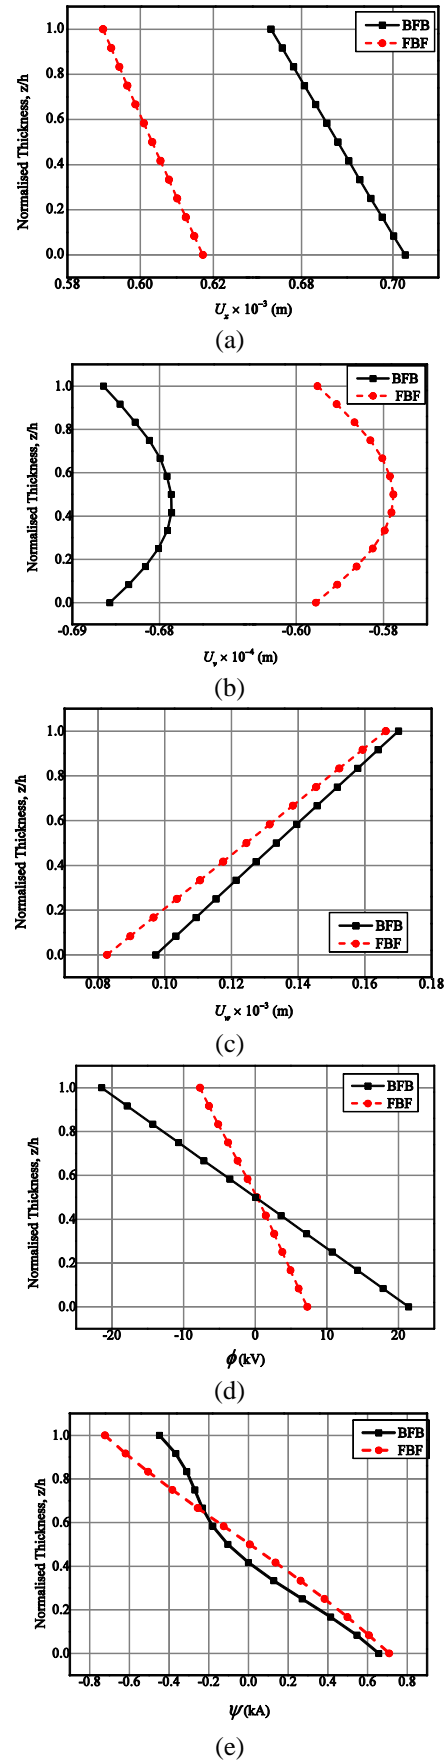 BFB
FBF
Normalised Thickness, z/h
1.0
0.8
0.6
0.4
0.2
0.0
0.58 0.60 0.62 0.68 0.70
U_x × 10⁻³ (m)
(a)
BFB
FBF
Normalised Thickness, z/h
1.0
0.8
0.6
0.4
0.2
0.0
-0.69 -0.68 -0.60 -0.58
U_v × 10⁻⁴ (m)
(b)
Normalised Thickness, z/h
1.0
0.8
0.6
0.4
0.2
0.0
BFB
FBF
0.08 0.10 0.12 0.14 0.16 0.18
U_w × 10⁻³ (m)
(c)
BFB
FBF
Normalised Thickness, z/h
1.0
0.8
0.6
0.4
0.2
0.0
-20 -10 0 10 20
ϕ (kV)
(d)
BFB
FBF
Normalised Thickness, z/h
1.0
0.8
0.6
0.4
0.2
0.0
-0.8 -0.6 -0.4 -0.2 0.0 0.2 0.4 0.6 0.8
ψ (kA)
(e)